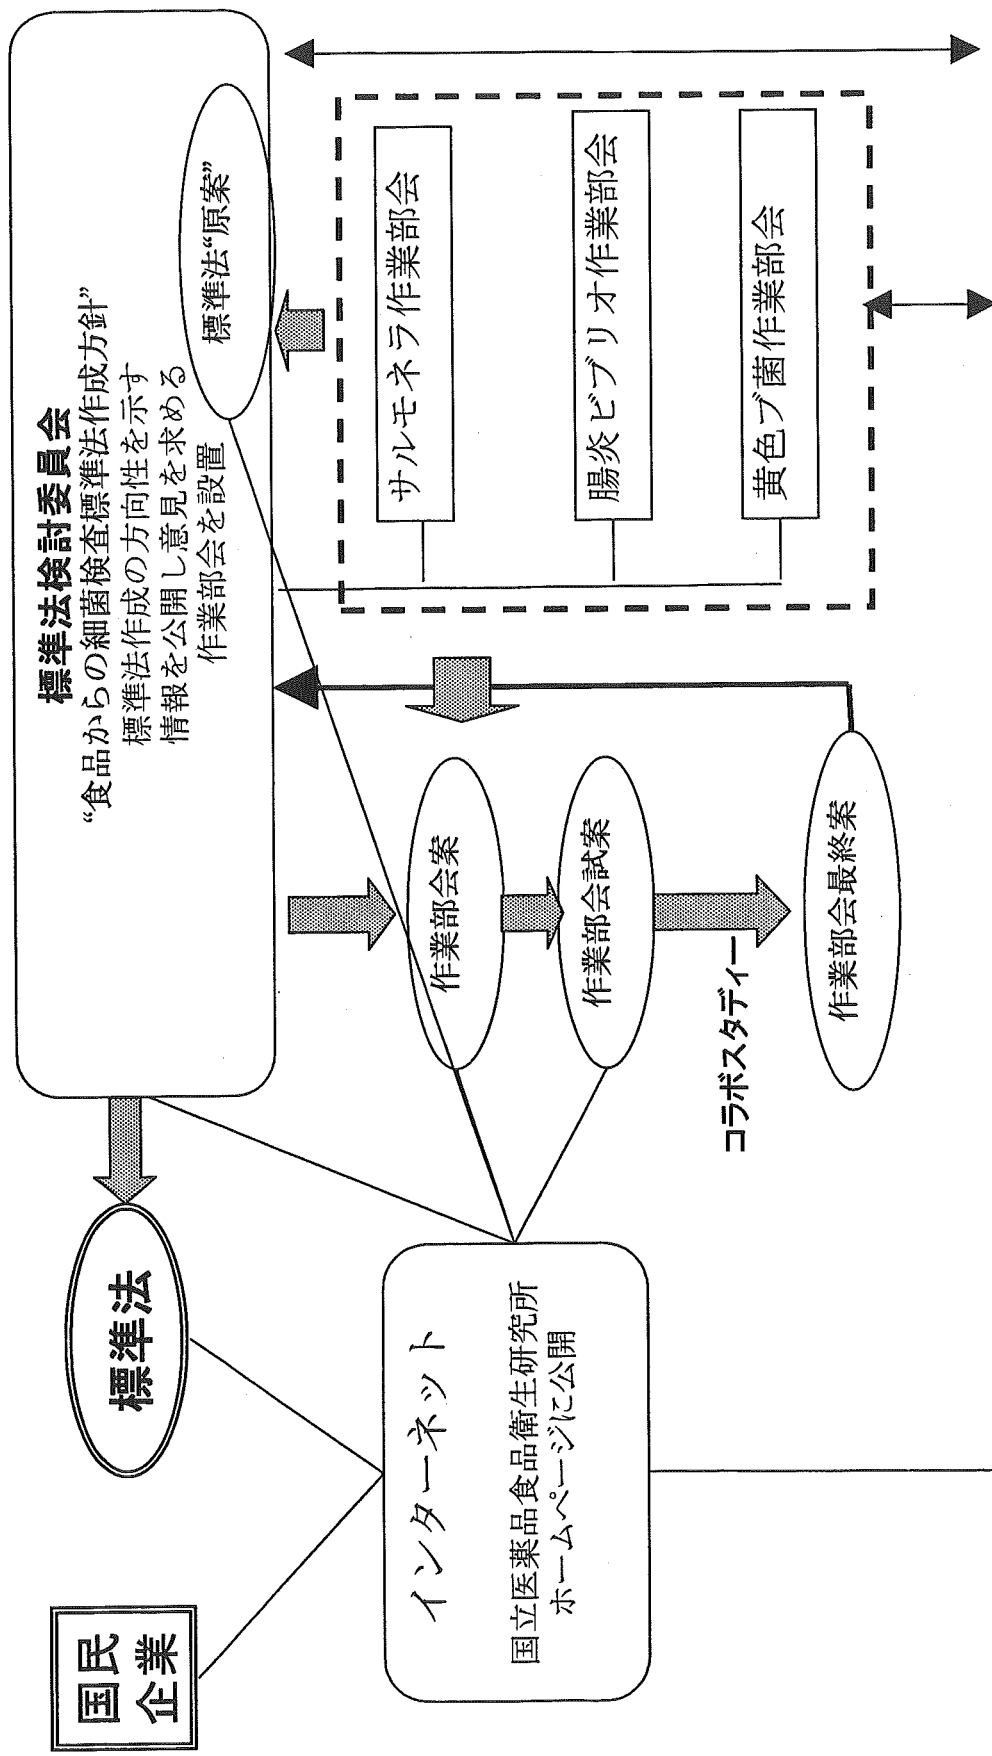 国民
企業
標準法
標準法検討委員会
“食品からの細菌検査標準法作成方針”
標準法作成の方向性を示す
情報を公開し意見を求める
作業部会を設置
標準法“原案”
インターネット
国立医薬品食品衛生研究所
ホームページに公開
作業部会案
作業部会試案
コラボスタディー
作業部会最終案
サルモネラ作業部会
腸炎ビブリオ作業部会
黄色ブ菌作業部会